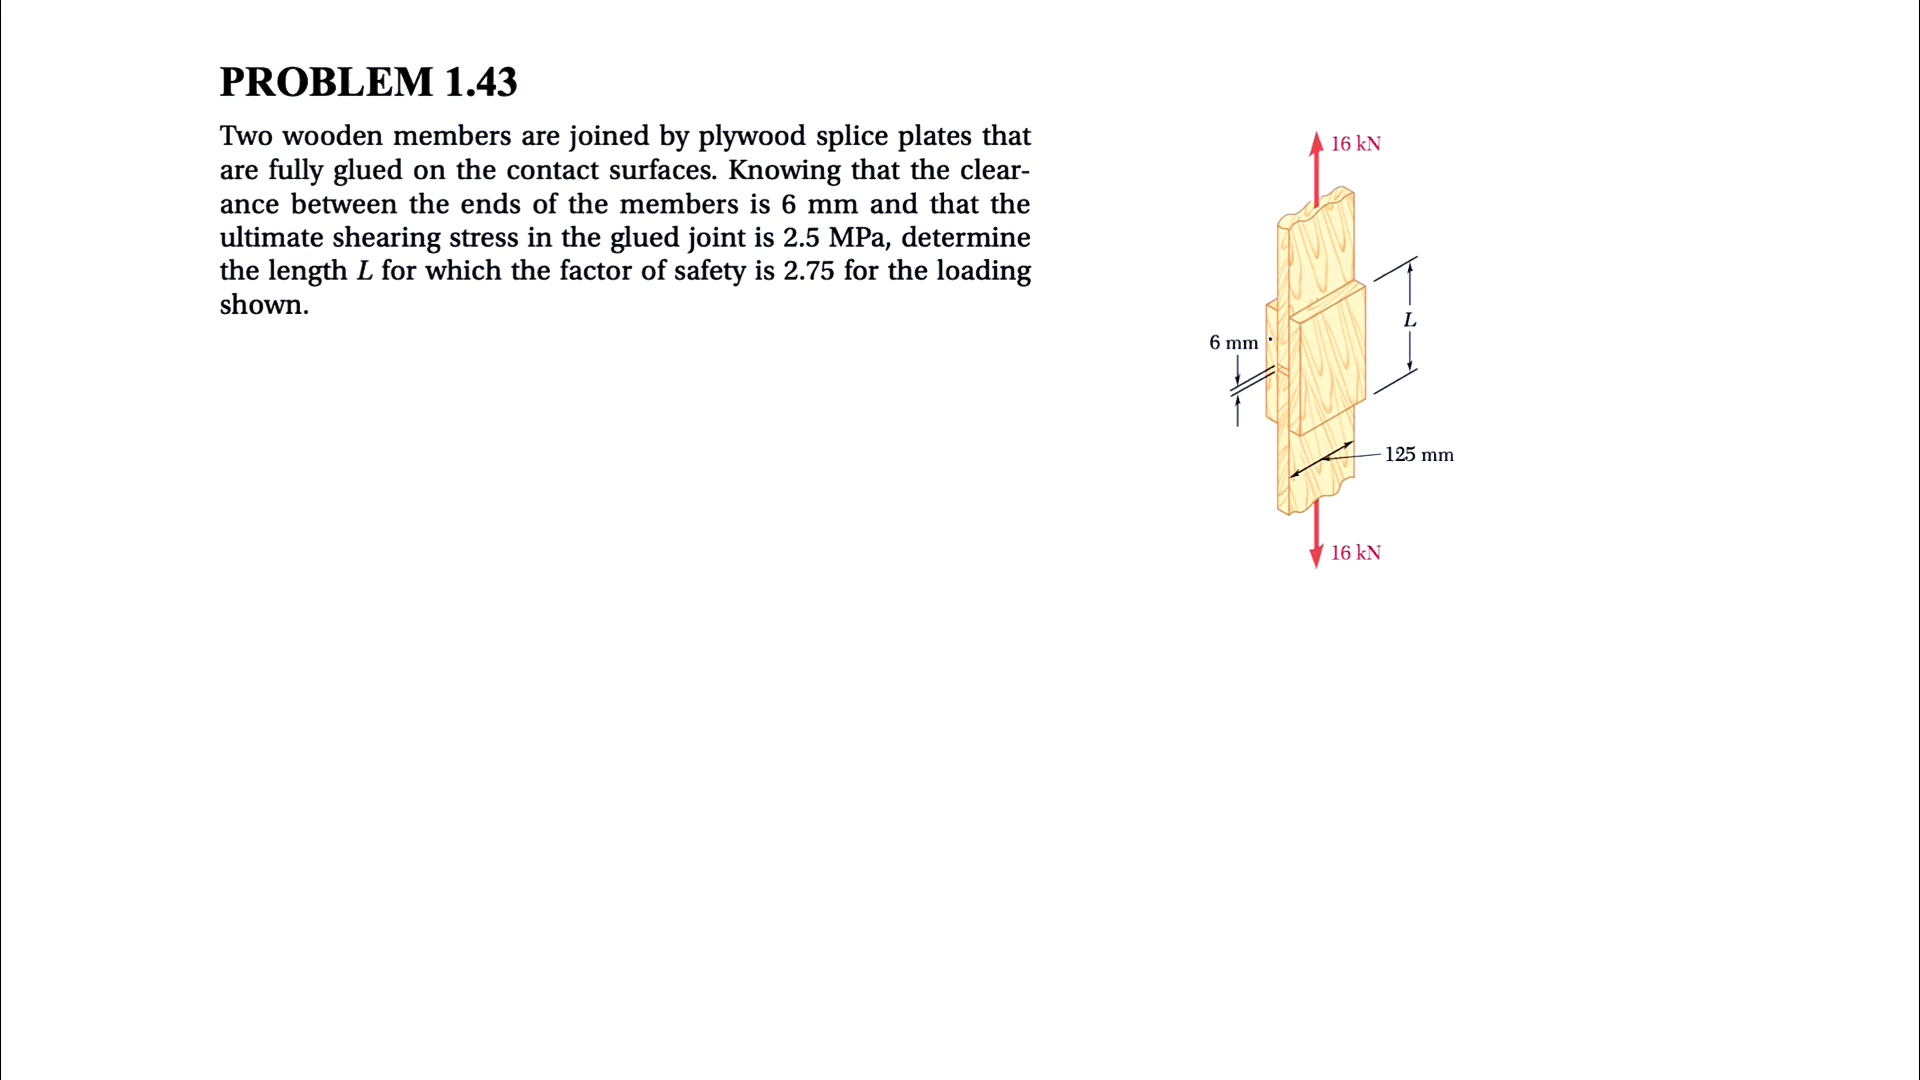 PROBLEM 1.43
Two wooden members are joined by plywood splice plates that
are fully glued on the contact surfaces. Knowing that the clear-
ance between the ends of the members is 6 mm and that the
ultimate shearing stress in the glued joint is 2.5 MPa, determine
the length L for which the factor of safety is 2.75 for the loading
shown.
16 kN
L
6 mm
125 mm
16 kN